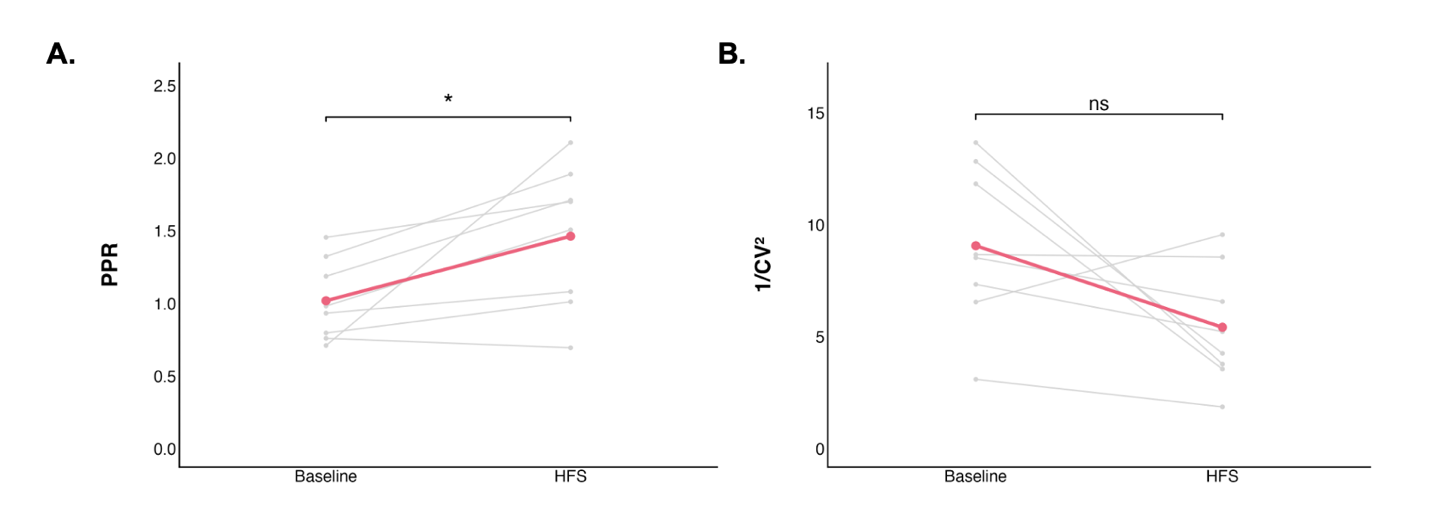 A.
B.
PPR
2.5
2.0
1.5
1.0
0.5
0.0
*
Baseline
HFS
1/CV²
15
10
5
0
ns
Baseline
HFS